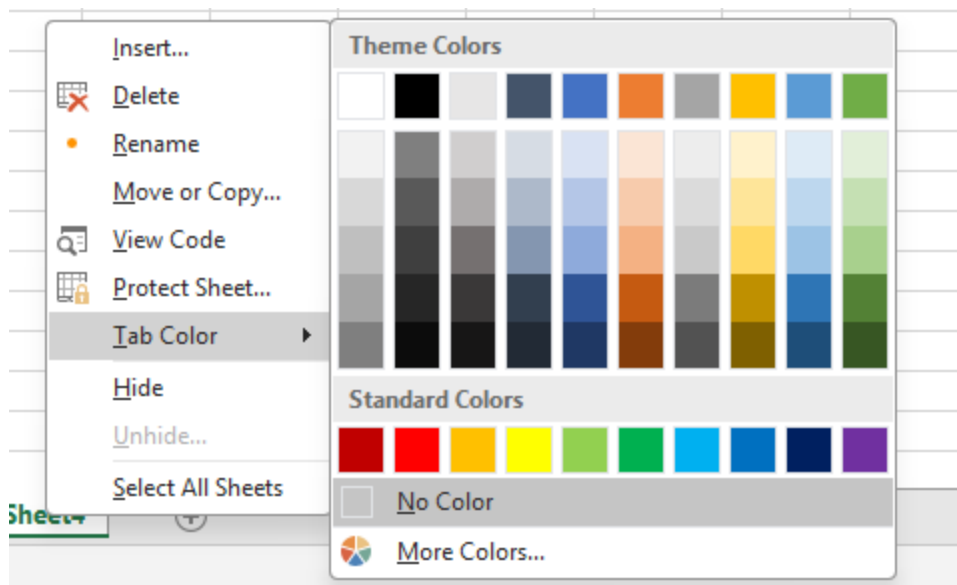 Insert...
Delete
Rename
Move or Copy...
View Code
Protect Sheet...
Tab Color
Hide
Unhide...
Select All Sheets
Theme Colors
Standard Colors
No Color
More Colors...
Sheet4